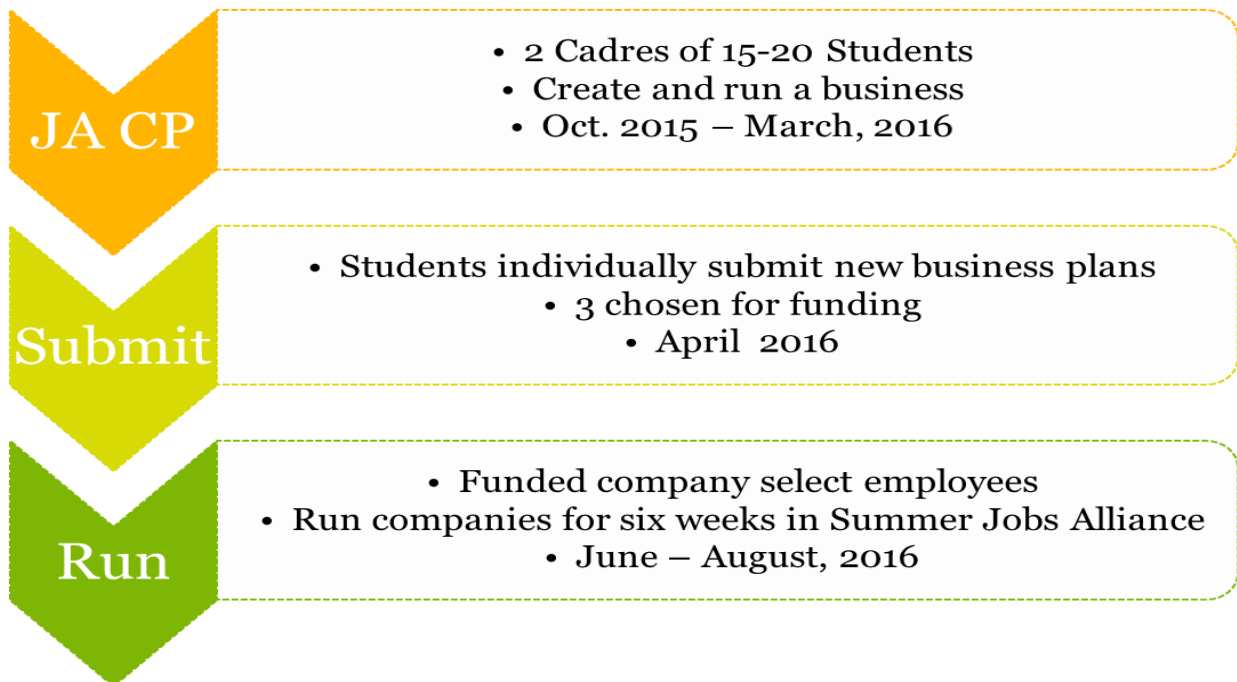 JA CP
• 2 Cadres of 15-20 Students
• Create and run a business
• Oct. 2015 – March, 2016
Submit
• Students individually submit new business plans
• 3 chosen for funding
• April 2016
Run
• Funded company select employees
• Run companies for six weeks in Summer Jobs Alliance
• June – August, 2016